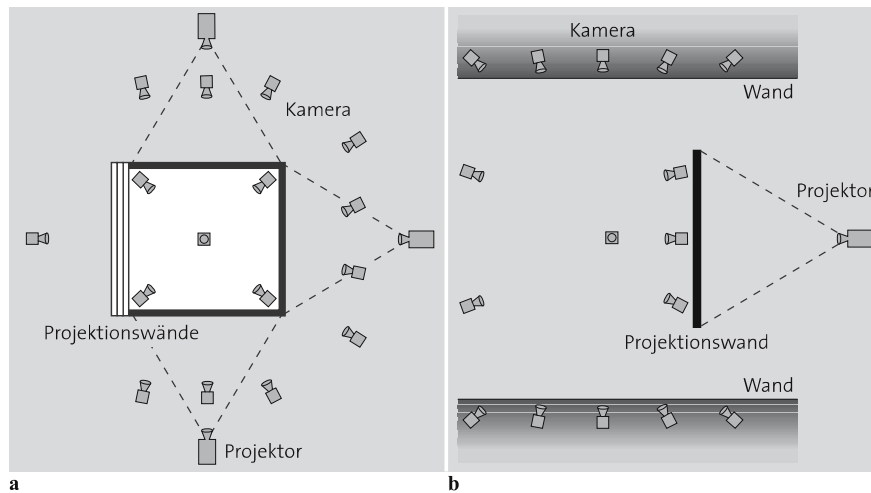 Kamera
Projektionswände
Projektor
a
Kamera
Wand
Projektor
Projektionswand
Wand
b